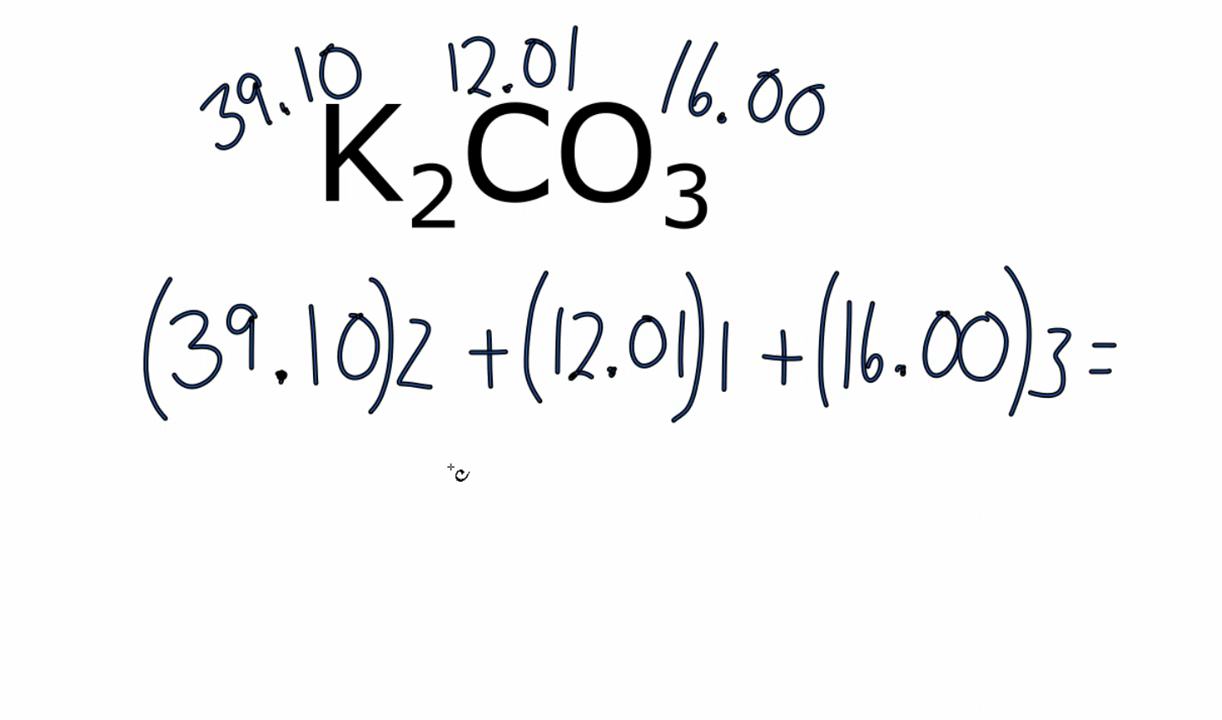 39.10 12.01 16.00
K₂CO₃
(39.10)2 + (12.01)1 + (16.00)3 =